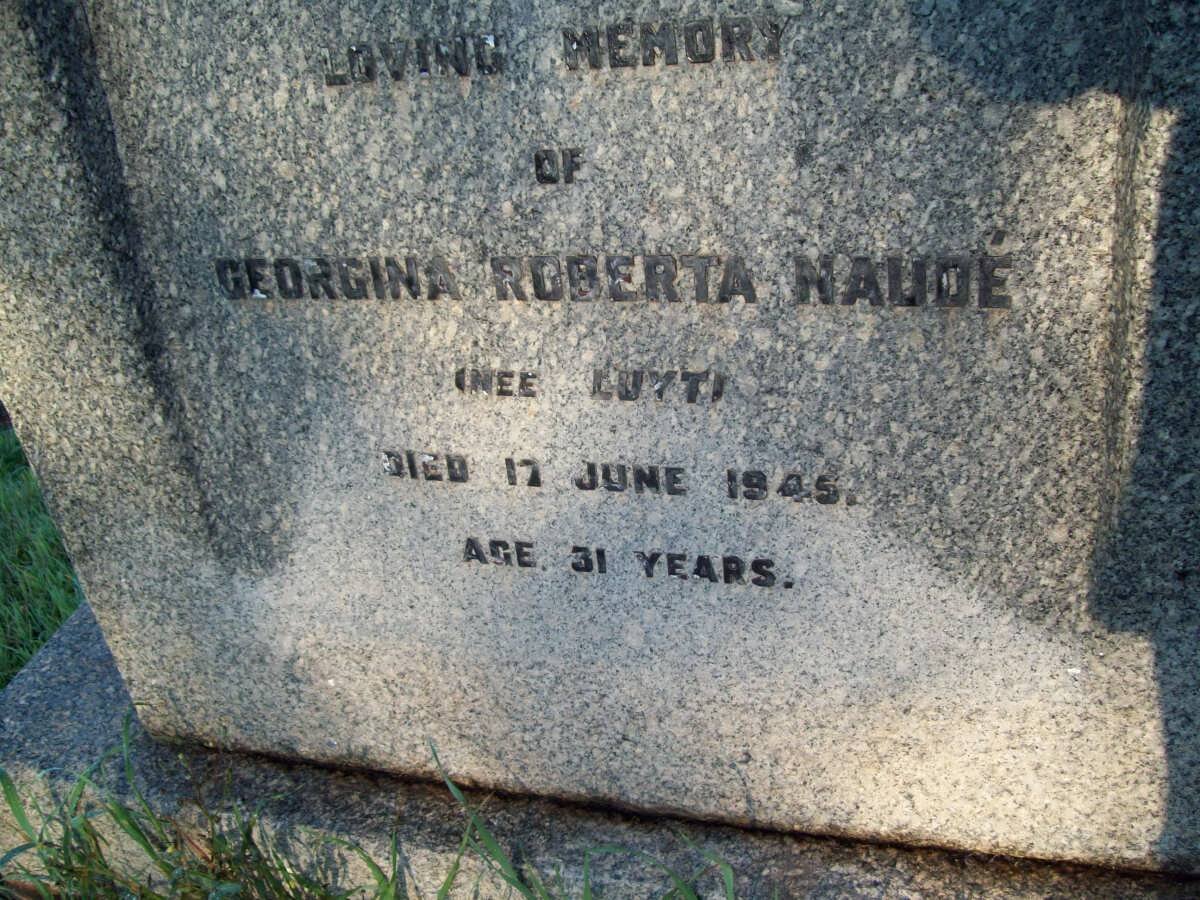 LOVING MEMORY
OF
GEORGINA ROBERTA NAUDÉ
(NEE LUYT)
DIED 17 JUNE 1945.
AGE 31 YEARS.